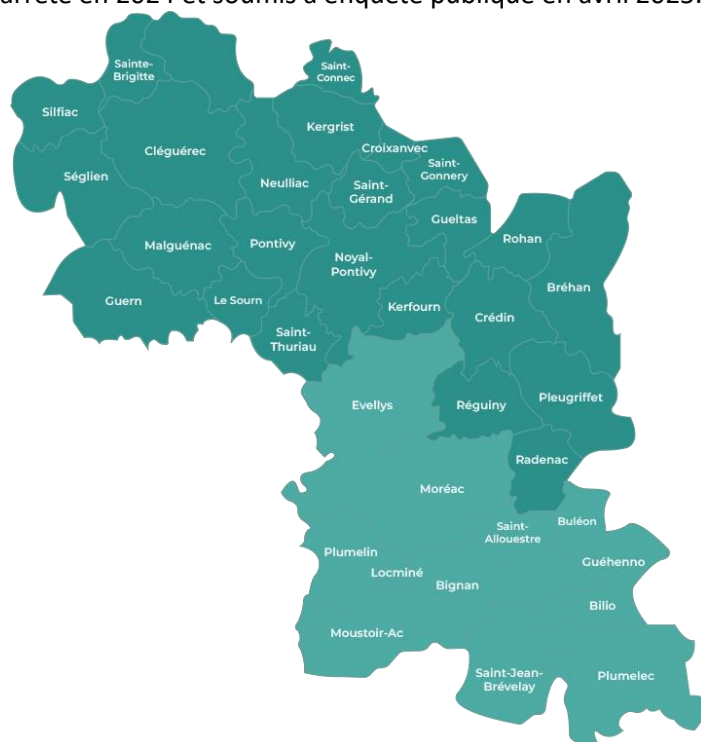 arrêté en 2024 et soumis à enquête publique en avril 2025.
Sainte-
Brigitte
Saint-
Connec
Silfiac
Kergrist
Cléguérec
Croixanvec
Saint-
Gonnery
Séglien
Neulliac
Saint-
Gérand
Gueltas
Rohan
Malguénac
Pontivy
Noyal-
Pontivy
Bréhan
Guern
Le Sourn
Kerfourn
Crédin
Saint-
Thuriau
Evellys
Réguiny
Pleugriffet
Radenac
Moréac
Saint-
Allouestre
Buléon
Plumelin
Guéhenno
Locminé
Bignan
Bilio
Moustoir-Ac
Saint-Jean-
Brévelay
Plumelec